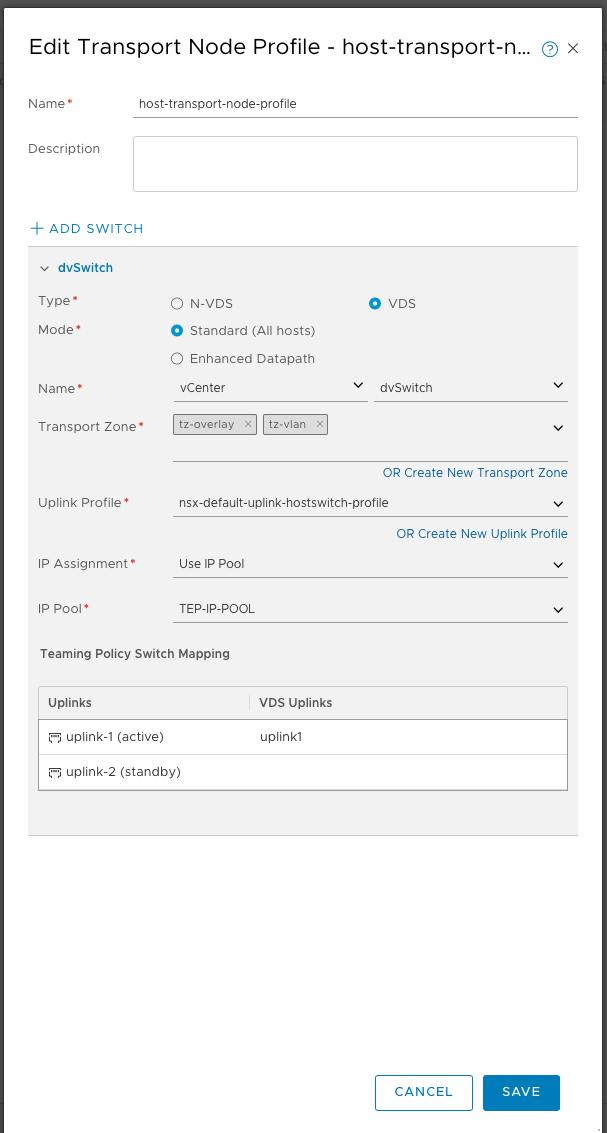 Edit Transport Node Profile - host-transport-n... ?
Name* host-transport-node-profile
Description
ADD SWITCH
dvSwitch
Type* N-VDS VDS
Mode* Standard (All hosts)
Enhanced Datapath
Name* vCenter dvSwitch
Transport Zone* tz-overlay tz-vlan
OR Create New Transport Zone
Uplink Profile* nsx-default-uplink-hostswitch-profile
OR Create New Uplink Profile
IP Assignment* Use IP Pool
IP Pool* TEP-IP-POOL
Teaming Policy Switch Mapping
Uplinks VDS Uplinks
uplink-1 (active) uplink1
uplink-2 (standby)
CANCEL SAVE